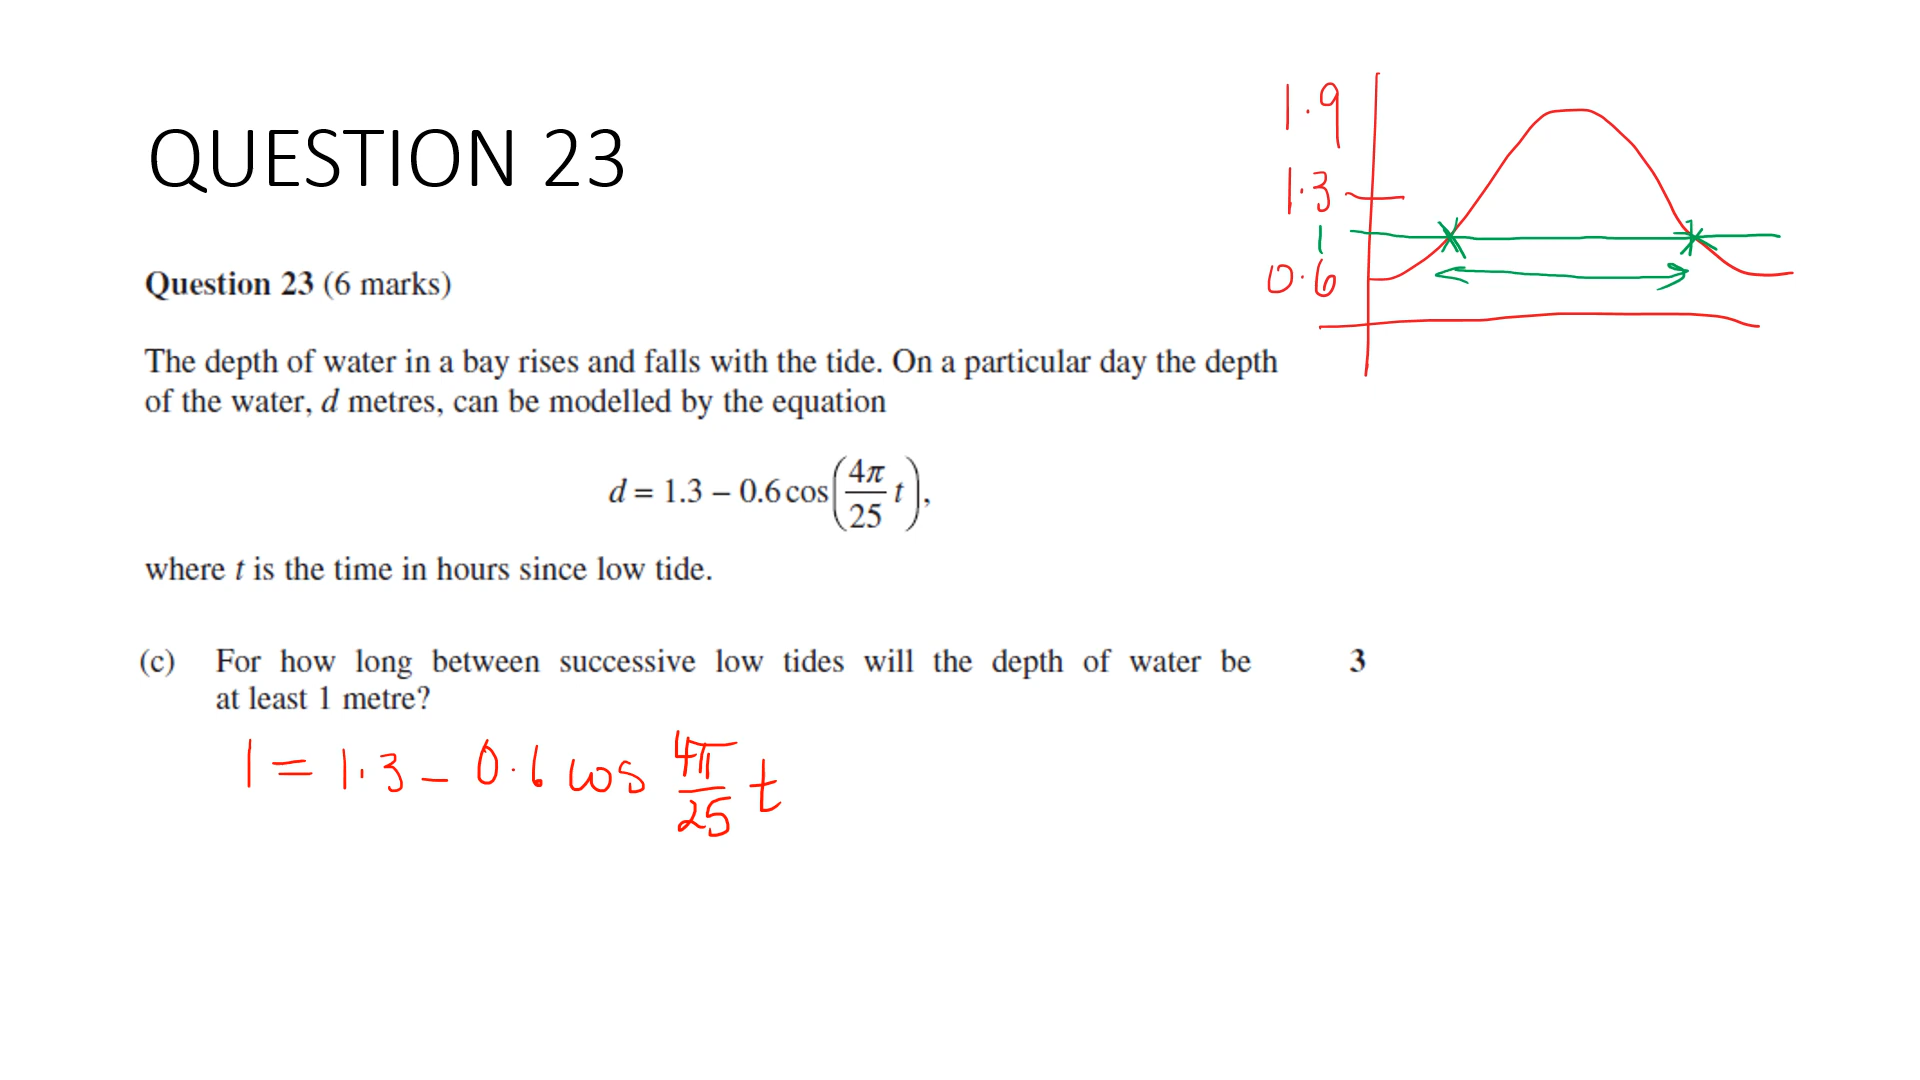 QUESTION 23
1.9
1.3
1
0.6
Question 23 (6 marks)
The depth of water in a bay rises and falls with the tide. On a particular day the depth
of the water, d metres, can be modelled by the equation
d = 1.3 – 0.6 cos(4π/25 t),
where t is the time in hours since low tide.
(c) For how long between successive low tides will the depth of water be 3
at least 1 metre?
1 = 1.3 – 0.6 cos 4π/25 t